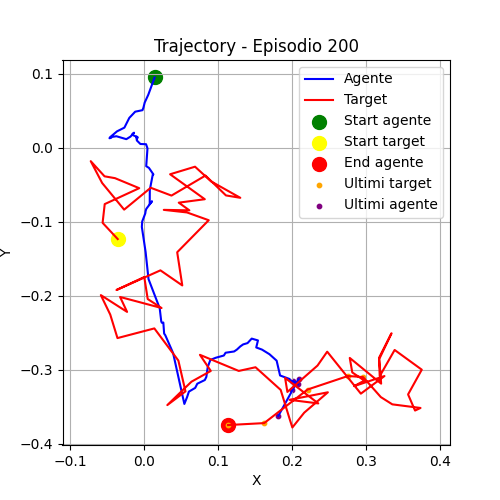 Trajectory - Episodio 200
Agente
Target
Start agente
Start target
End agente
Ultimi target
Ultimi agente
0.1
0.0
−0.1
−0.2
−0.3
−0.4
Y
−0.1
0.0
0.1
0.2
0.3
0.4
X